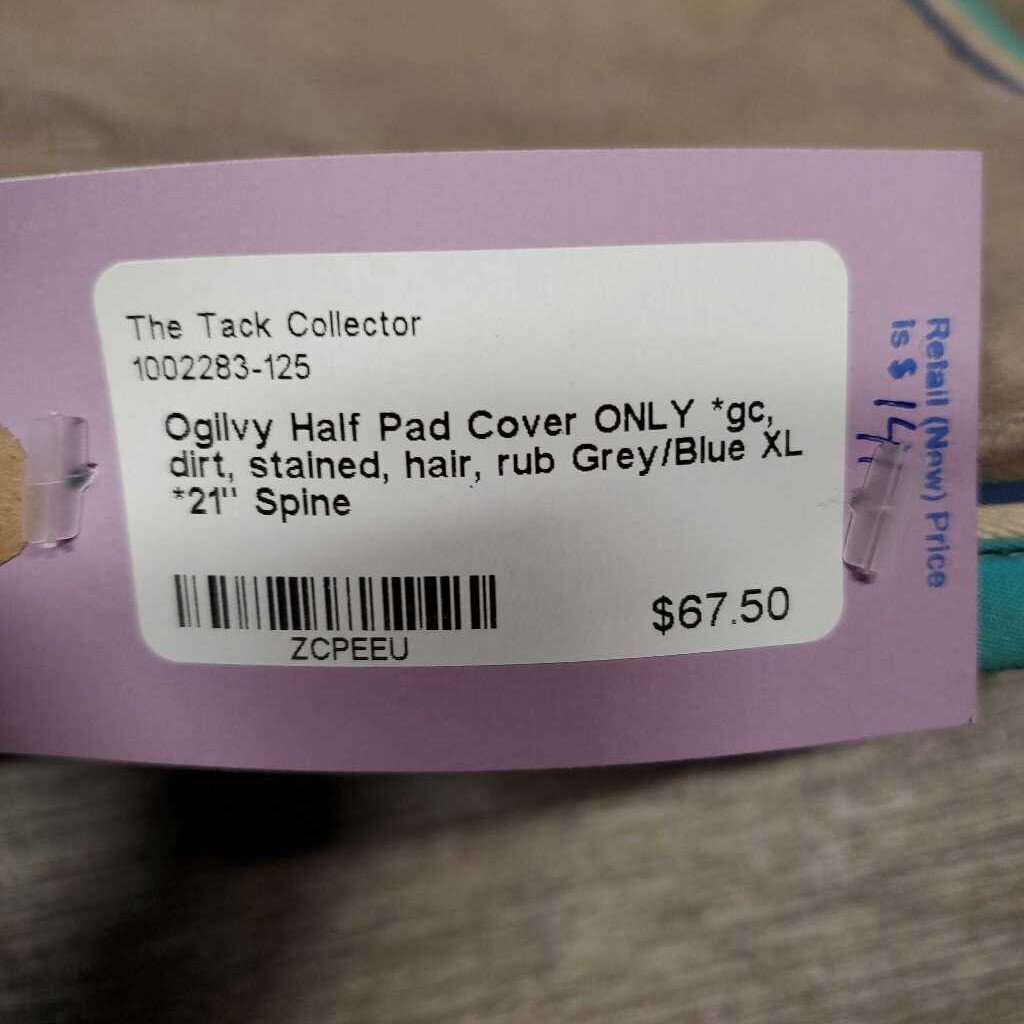 The Tack Collector
1002283-125
Ogilvy Half Pad Cover ONLY *gc,
dirt, stained, hair, rub Grey/Blue XL
*21" Spine
ZCPEEU
$67.50
Retail (New) Price
is $